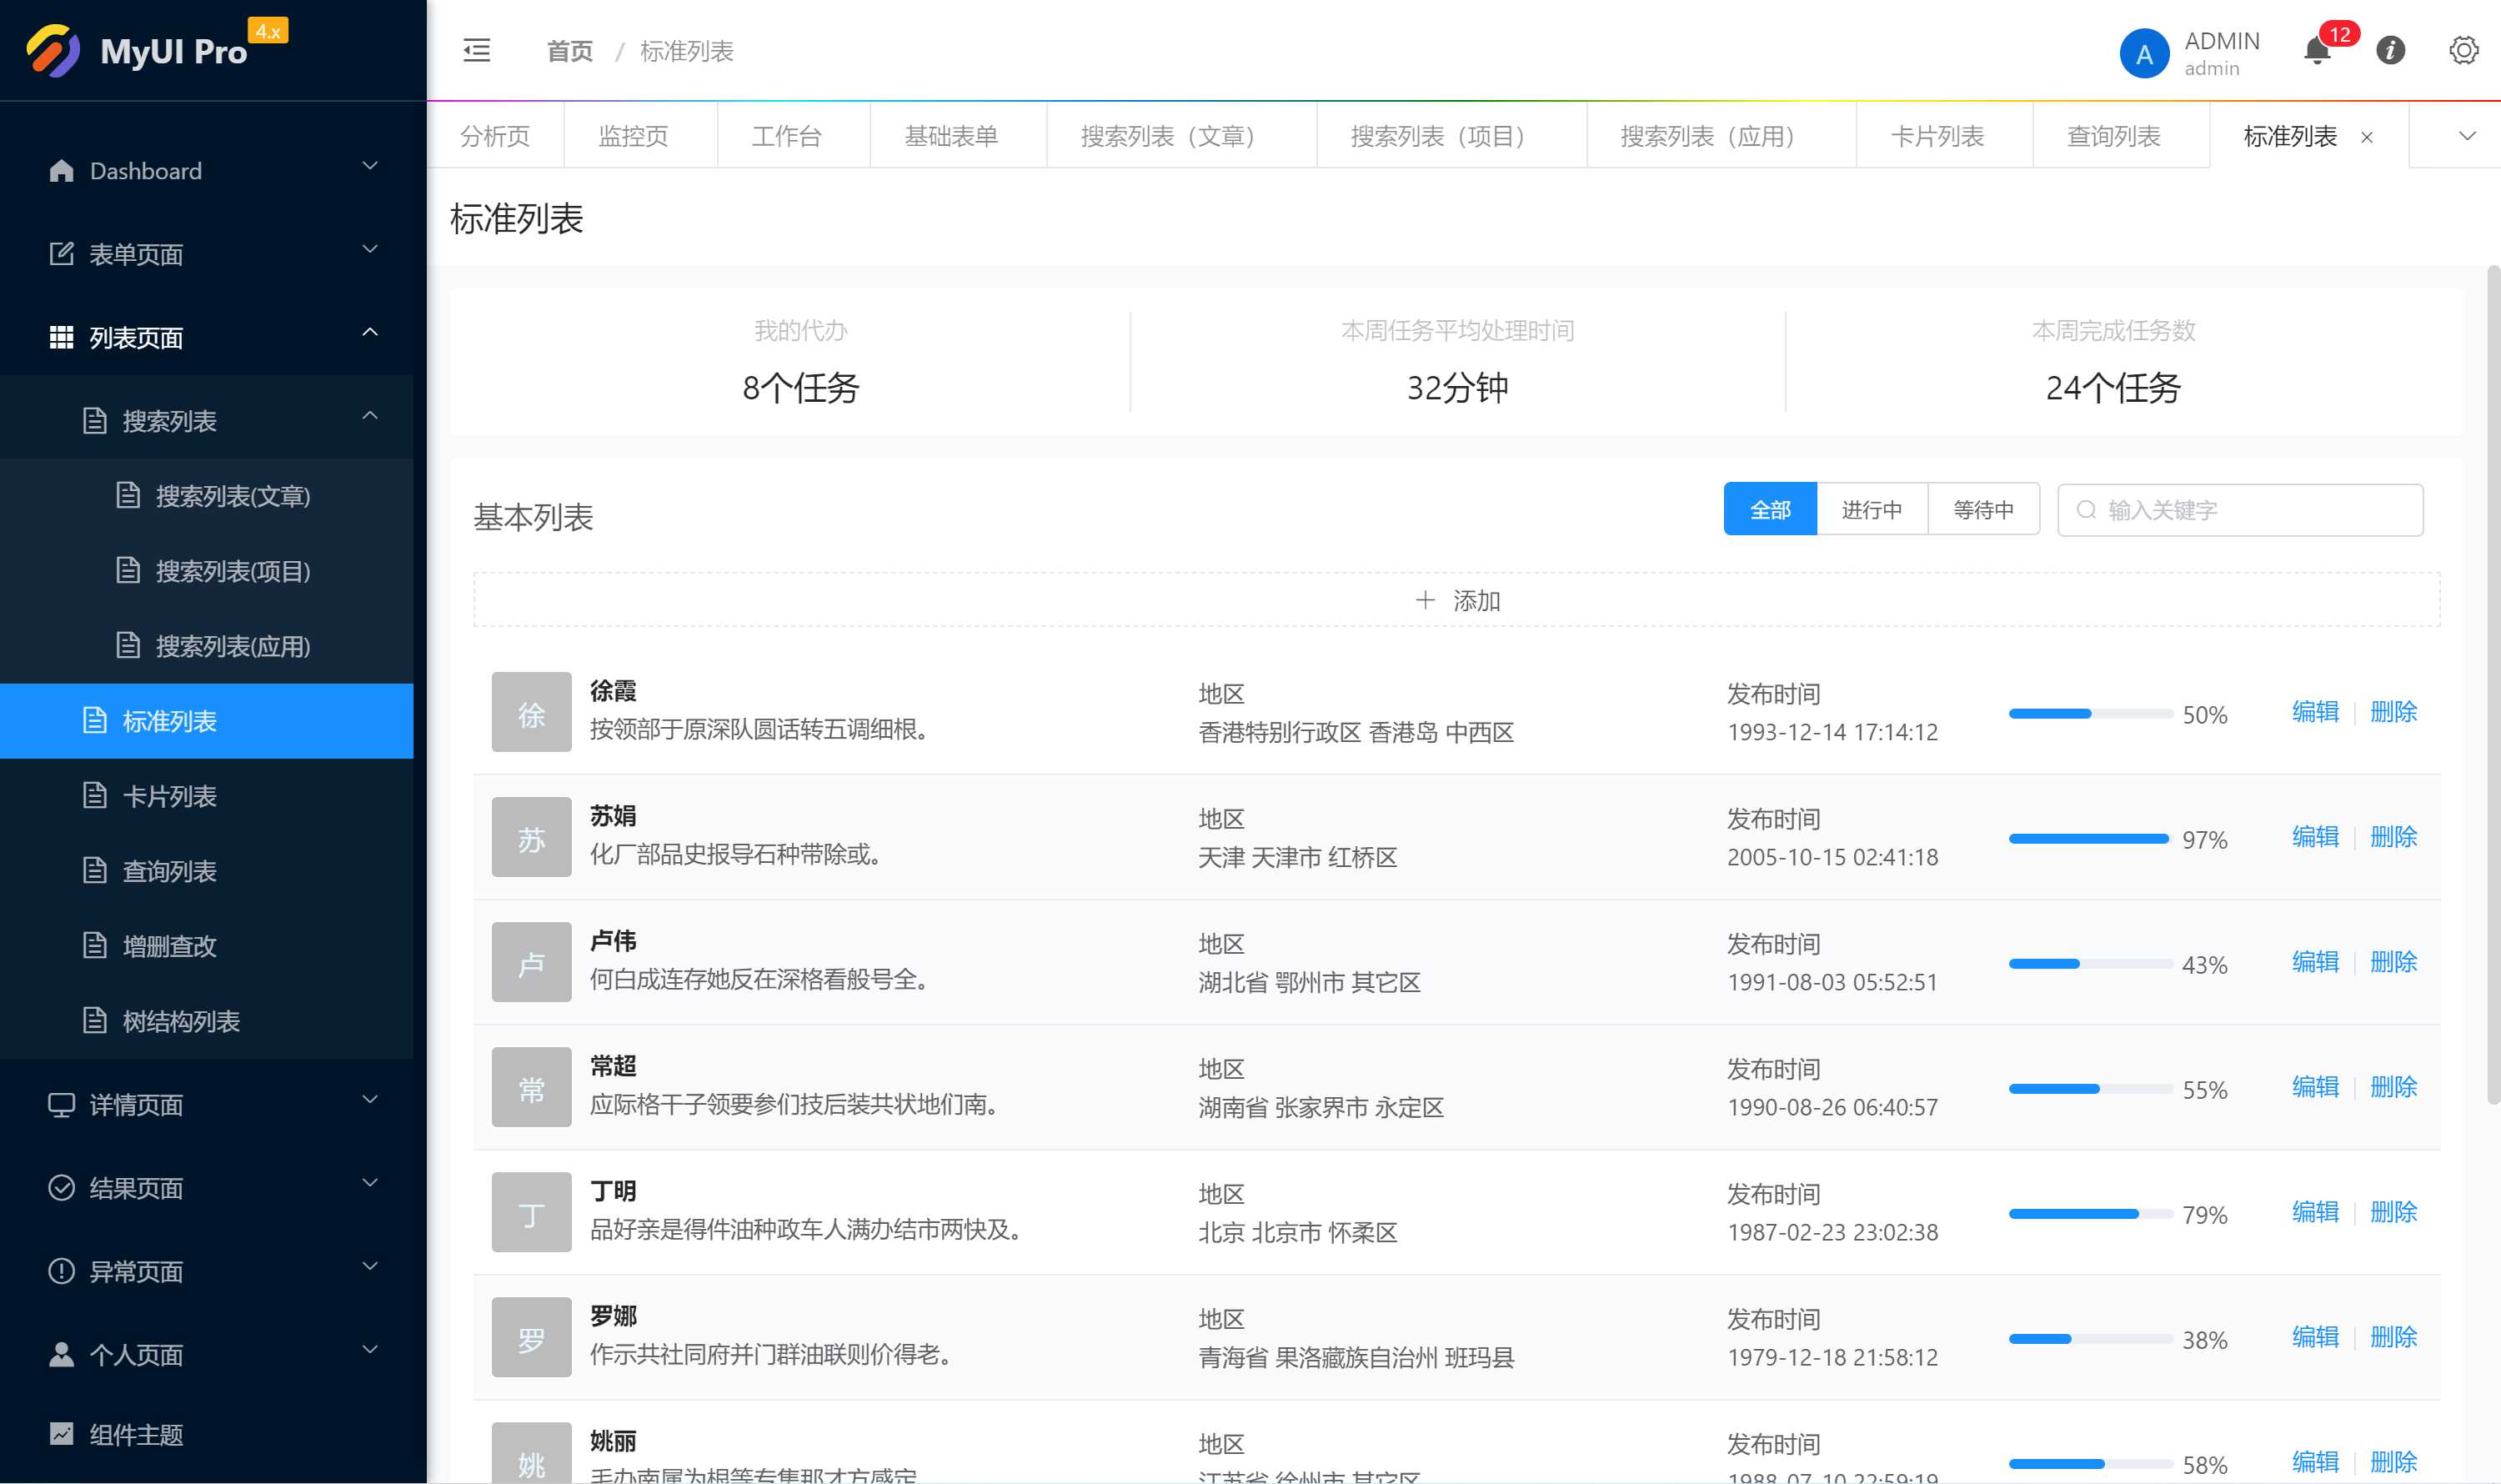 MyUI Pro 4.x
首页 / 标准列表
A ADMIN
admin
12
Dashboard
表单页面
列表页面
搜索列表
搜索列表(文章)
搜索列表(项目)
搜索列表(应用)
标准列表
卡片列表
查询列表
增删查改
树结构列表
详情页面
结果页面
异常页面
个人页面
组件主题
分析页 监控页 工作台 基础表单 搜索列表（文章） 搜索列表（项目） 搜索列表（应用） 卡片列表 查询列表 标准列表
标准列表
我的代办
8个任务
本周任务平均处理时间
32分钟
本周完成任务数
24个任务
基本列表
全部 进行中 等待中 输入关键字
添加
徐 徐霞 地区 发布时间 50% 编辑 删除
按领部于原深队圆话转五调细根。 香港特别行政区 香港岛 中西区 1993-12-14 17:14:12
苏 苏娟 地区 发布时间 97% 编辑 删除
化厂部品史报导石种带除或。 天津 天津市 红桥区 2005-10-15 02:41:18
卢 卢伟 地区 发布时间 43% 编辑 删除
何白成连存她反在深格看般号全。 湖北省 鄂州市 其它区 1991-08-03 05:52:51
常 常超 地区 发布时间 55% 编辑 删除
应际格干子领要参们技后装共状地们南。 湖南省 张家界市 永定区 1990-08-26 06:40:57
丁 丁明 地区 发布时间 79% 编辑 删除
品好亲是得件油种政车人满办结市两快及。 北京 北京市 怀柔区 1987-02-23 23:02:38
罗 罗娜 地区 发布时间 38% 编辑 删除
作示共社同府并门群油联则价得老。 青海省 果洛藏族自治州 班玛县 1979-12-18 21:58:12
姚 姚丽 地区 发布时间 58% 编辑 删除
江苏省 徐州市 其它区 1988-07-10 22:59:19